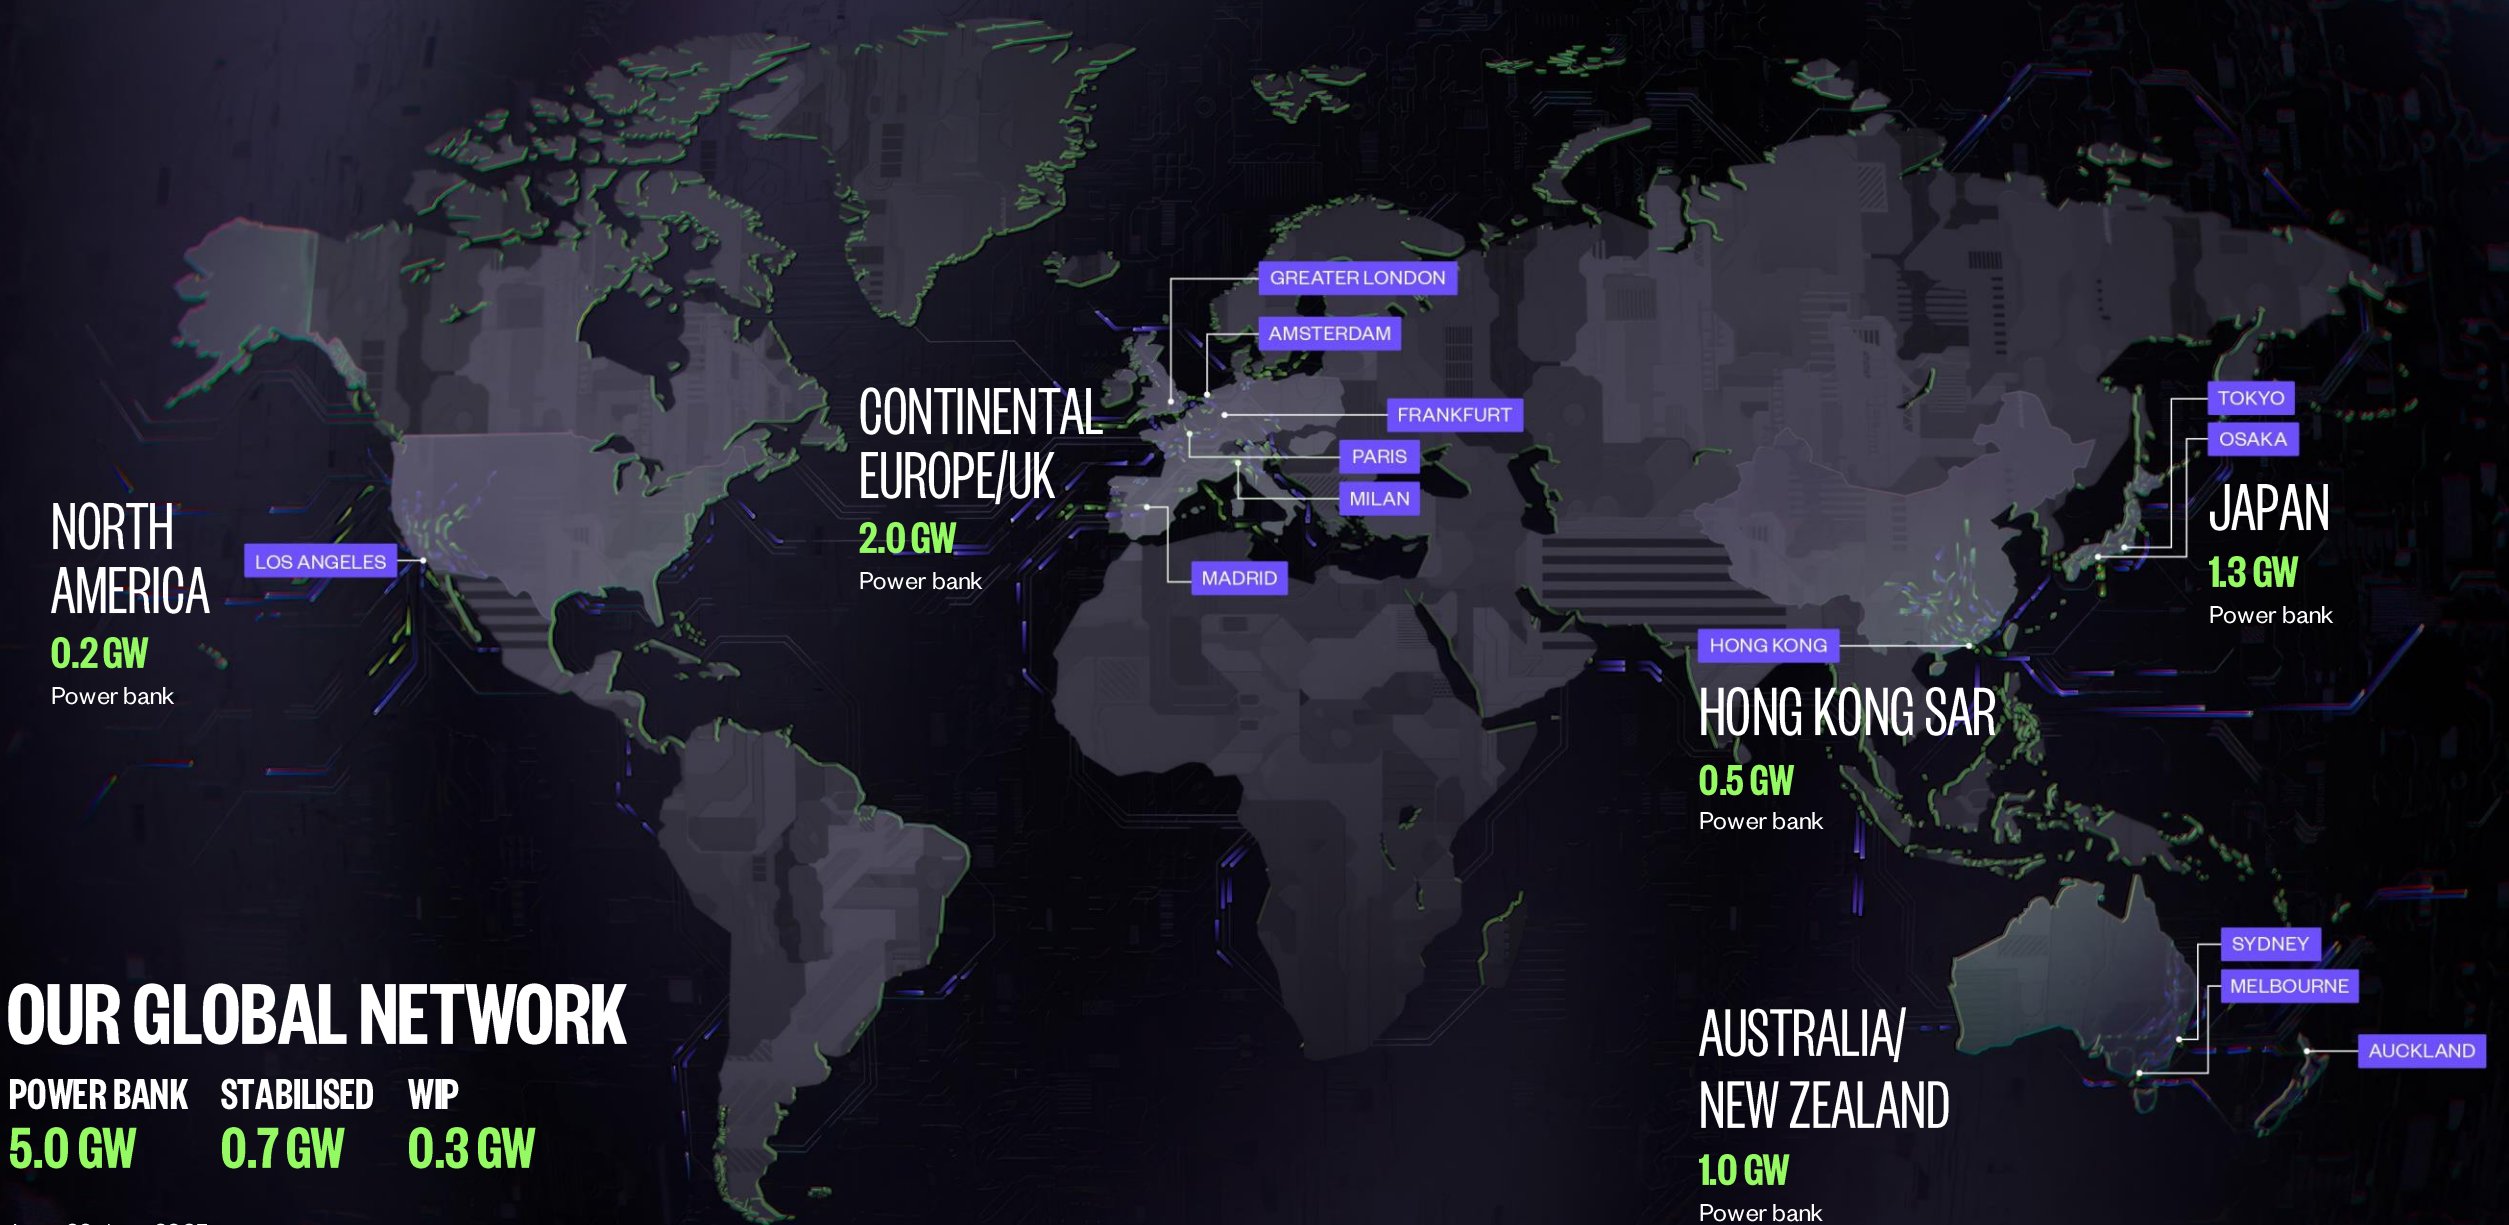 GREATER LONDON
AMSTERDAM
FRANKFURT
PARIS
MILAN
MADRID
CONTINENTAL
EUROPE/UK
2.0 GW
Power bank
NORTH
AMERICA
0.2 GW
Power bank
LOS ANGELES
TOKYO
OSAKA
JAPAN
1.3 GW
Power bank
HONG KONG
HONG KONG SAR
0.5 GW
Power bank
SYDNEY
MELBOURNE
AUCKLAND
AUSTRALIA/
NEW ZEALAND
1.0 GW
Power bank
OUR GLOBAL NETWORK
POWER BANK STABILISED WIP
5.0 GW 0.7 GW 0.3 GW